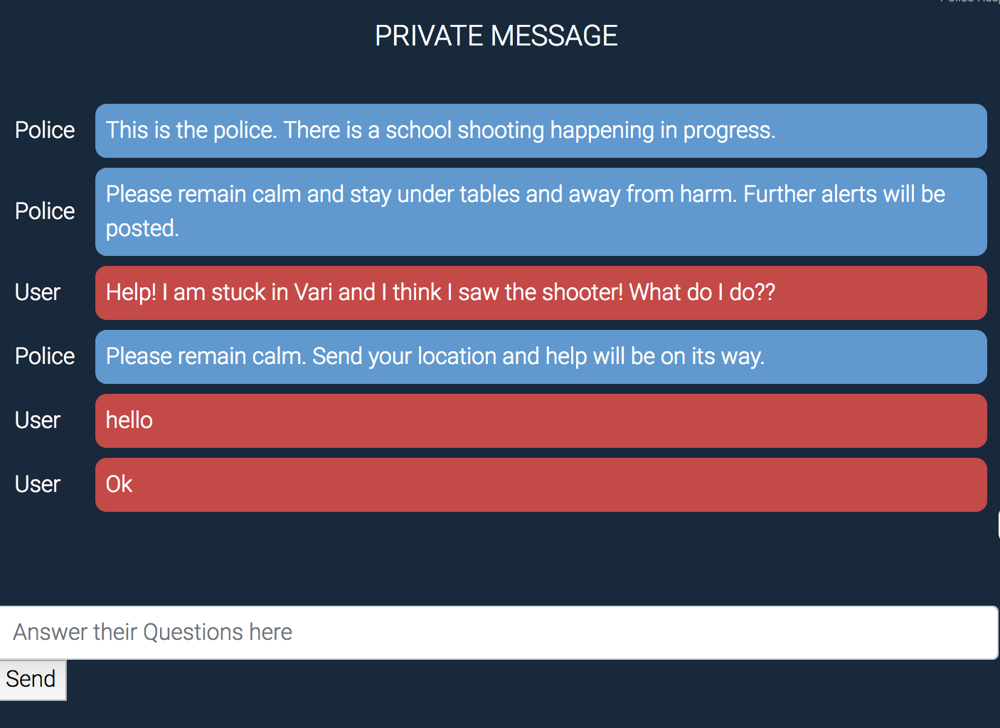 PRIVATE MESSAGE
Police This is the police. There is a school shooting happening in progress.
Police Please remain calm and stay under tables and away from harm. Further alerts will be
posted.
User Help! I am stuck in Vari and I think I saw the shooter! What do I do??
Police Please remain calm. Send your location and help will be on its way.
User hello
User Ok
Answer their Questions here
Send